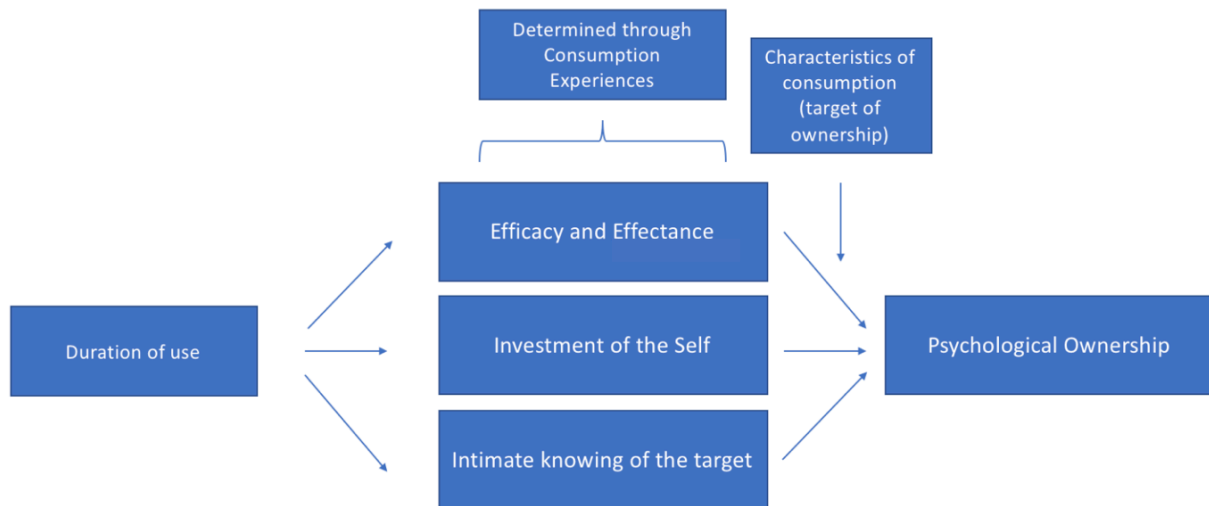 Determined through
Consumption
Experiences
Characteristics of
consumption
(target of
ownership)
Efficacy and Effectance
Duration of use
Investment of the Self
Psychological Ownership
Intimate knowing of the target